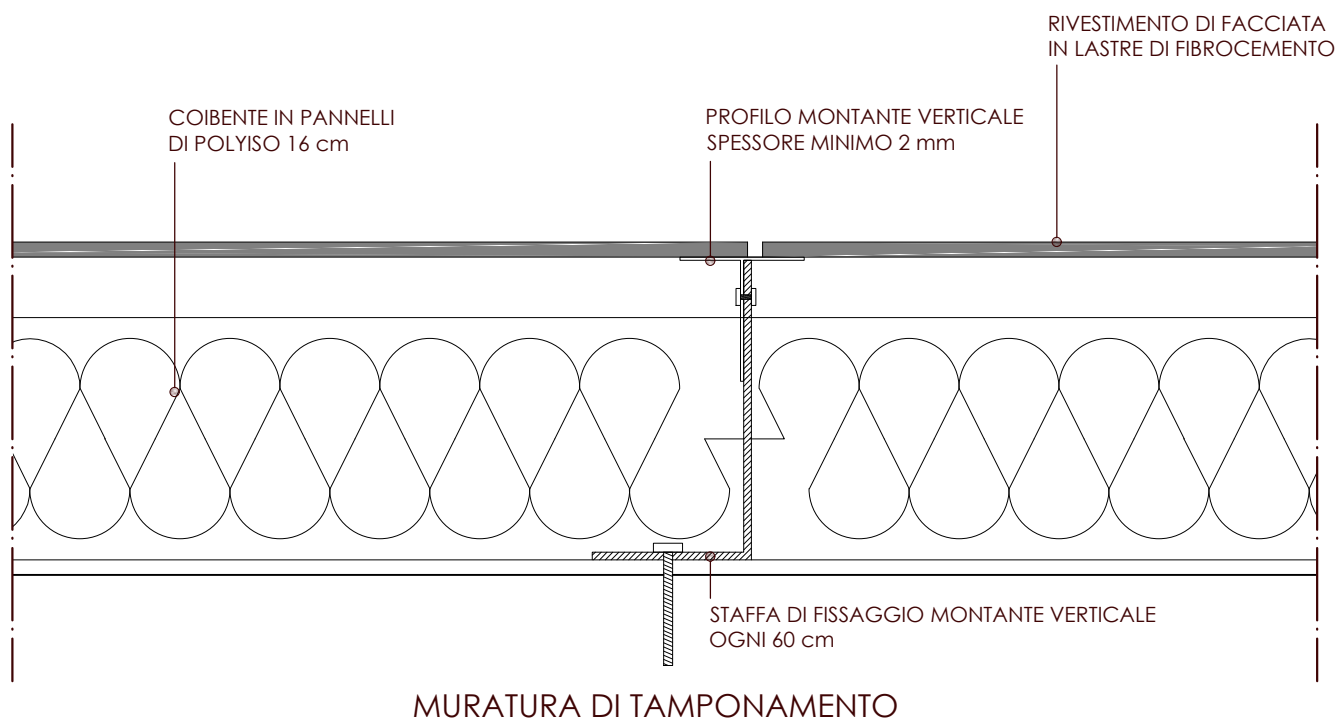 RIVESTIMENTO DI FACCIATA
IN LASTRE DI FIBROCEMENTO
COIBENTE IN PANNELLI
DI POLYISO 16 cm
PROFILO MONTANTE VERTICALE
SPESSORE MINIMO 2 mm
STAFFA DI FISSAGGIO MONTANTE VERTICALE
OGNI 60 cm
MURATURA DI TAMPONAMENTO